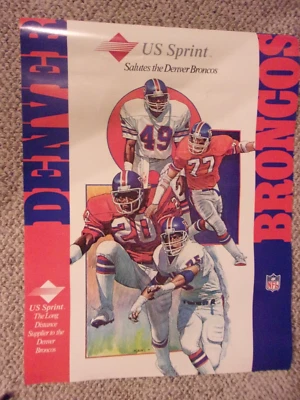 US Sprint
Salutes the Denver Broncos
DENVER
BRONCOS
49
77
20
US Sprint
The Long
Distance
Supplier to the
Denver
Broncos
NFL